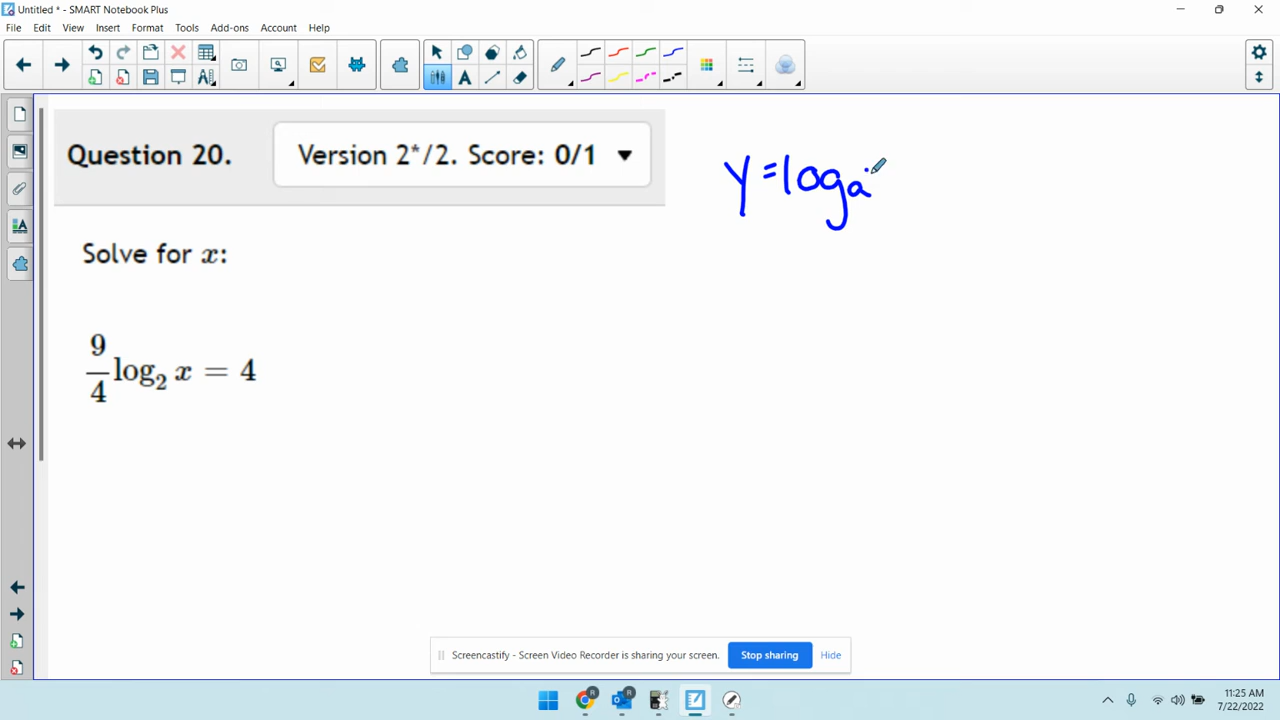 Untitled * - SMART Notebook Plus
File Edit View Insert Format Tools Add-ons Account Help
Question 20. Version 2*/2. Score: 0/1
y=log_a
Solve for x:
9/4 log₂ x = 4
Screencastify - Screen Video Recorder is sharing your screen. Stop sharing Hide
11:25 AM
7/22/2022